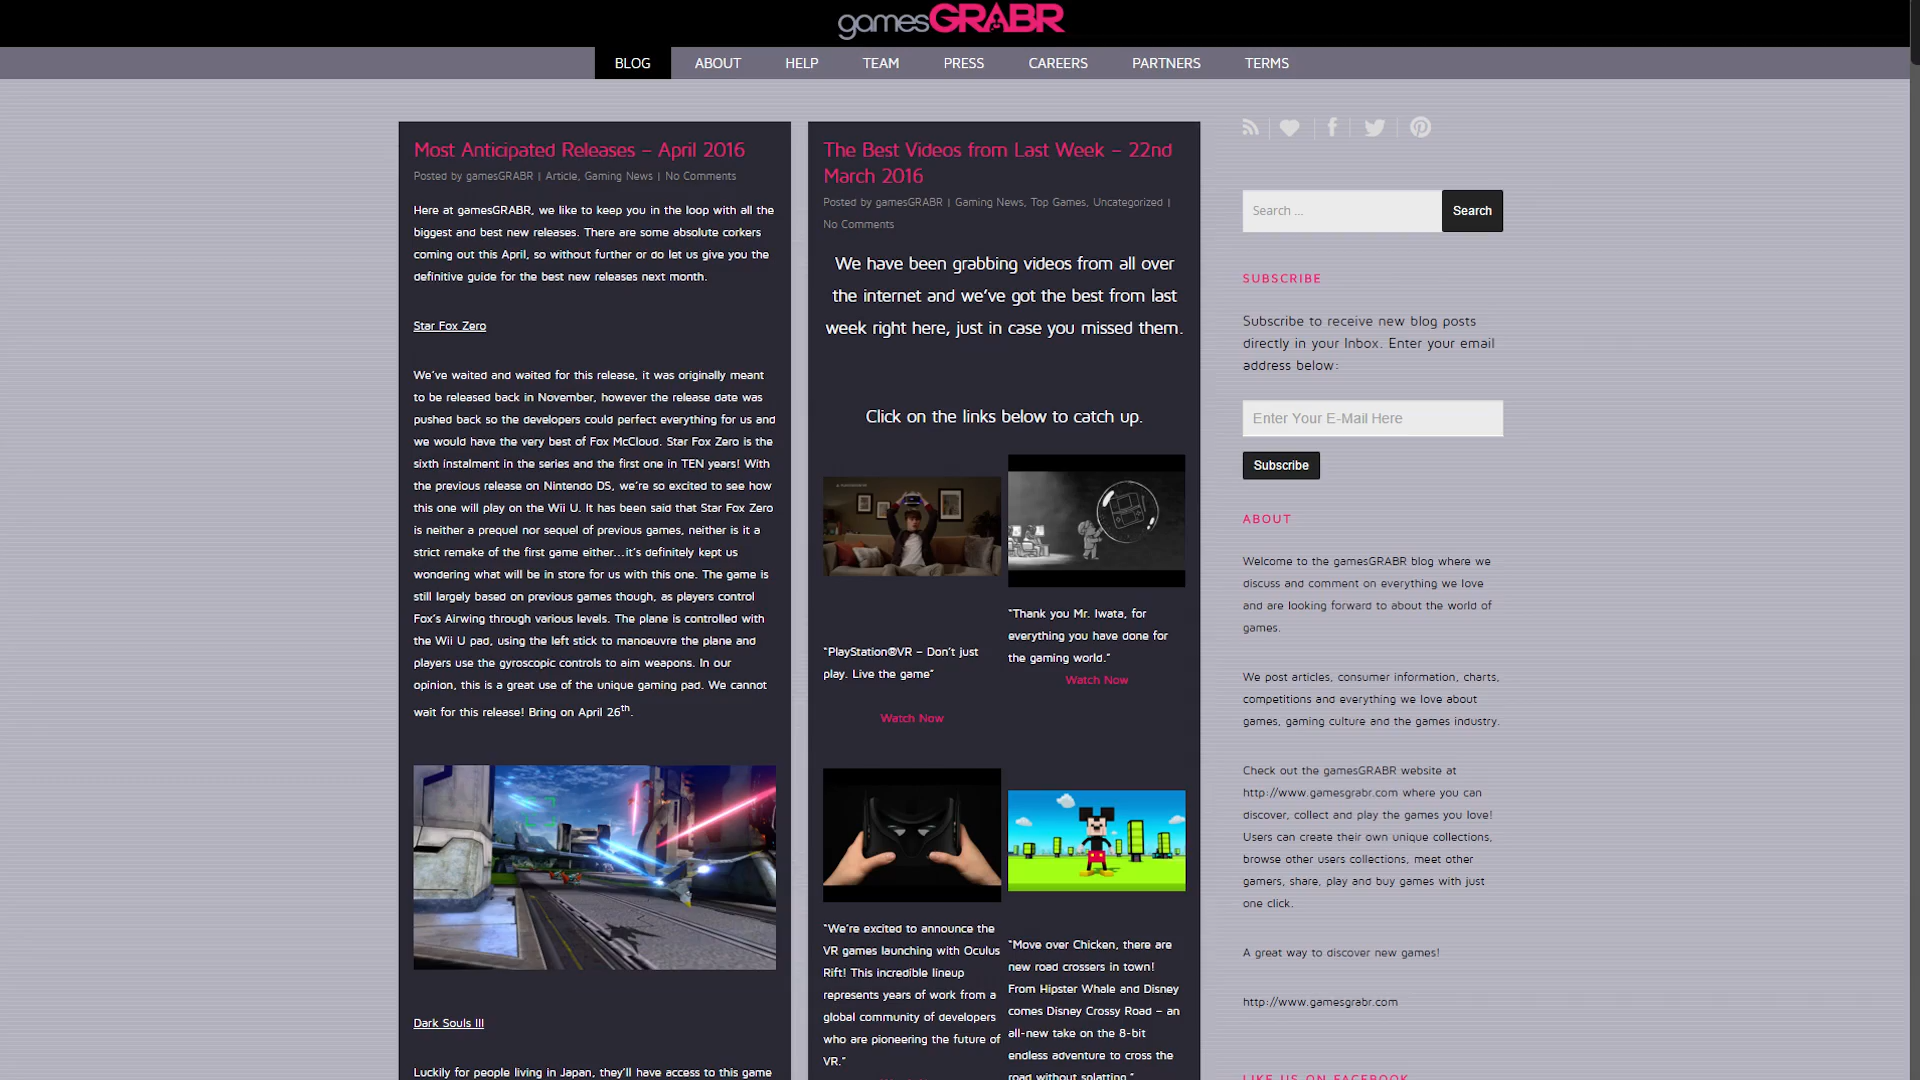 gamesGRABR
BLOG
ABOUT
HELP
TEAM
PRESS
CAREERS
PARTNERS
TERMS
Most Anticipated Releases – April 2016
Posted by gamesGRABR | Article, Gaming News | No Comments
Here at gamesGRABR, we like to keep you in the loop with all the
biggest and best new releases. There are some absolute corkers
coming out this April, so without further or do let us give you the
definitive guide for the best new releases next month.
Star Fox Zero
We've waited and waited for this release, it was originally meant
to be released back in November, however the release date was
pushed back so the developers could perfect everything for us and
we would have the very best of Fox McCloud. Star Fox Zero is the
sixth instalment in the series and the first one in TEN years! With
the previous release on Nintendo DS, we're so excited to see how
this one will play on the Wii U. It has been said that Star Fox Zero
is neither a prequel nor sequel of previous games, neither is it a
strict remake of the first game either…it's definitely kept us
wondering what will be in store for us with this one. The game is
still largely based on previous games though, as players control
Fox's Airwing through various levels. The plane is controlled with
the Wii U pad, using the left stick to manoeuvre the plane and
players use the gyroscopic controls to aim weapons. In our
opinion, this is a great use of the unique gaming pad. We cannot
wait for this release! Bring on April 26th.
Dark Souls III
Luckily for people living in Japan, they'll have access to this game
The Best Videos from Last Week – 22nd
March 2016
Posted by gamesGRABR | Gaming News, Top Games, Uncategorized |
No Comments
We have been grabbing videos from all over
the internet and we've got the best from last
week right here, just in case you missed them.
Click on the links below to catch up.
"PlayStation®VR – Don't just
play. Live the game"
Watch Now
"Thank you Mr. Iwata, for
everything you have done for
the gaming world."
Watch Now
"We're excited to announce the
VR games launching with Oculus
Rift! This incredible lineup
represents years of work from a
global community of developers
who are pioneering the future of
VR."
"Move over Chicken, there are
new road crossers in town!
From Hipster Whale and Disney
comes Disney Crossy Road – an
all-new take on the 8-bit
endless adventure to cross the
road without splatting."
Search ...
Search
SUBSCRIBE
Subscribe to receive new blog posts
directly in your Inbox. Enter your email
address below:
Enter Your E-Mail Here
Subscribe
ABOUT
Welcome to the gamesGRABR blog where we
discuss and comment on everything we love
and are looking forward to about the world of
games.
We post articles, consumer information, charts,
competitions and everything we love about
games, gaming culture and the games industry.
Check out the gamesGRABR website at
http://www.gamesgrabr.com where you can
discover, collect and play the games you love!
Users can create their own unique collections,
browse other users collections, meet other
gamers, share, play and buy games with just
one click.
A great way to discover new games!
http://www.gamesgrabr.com
LIKE US ON FACEBOOK